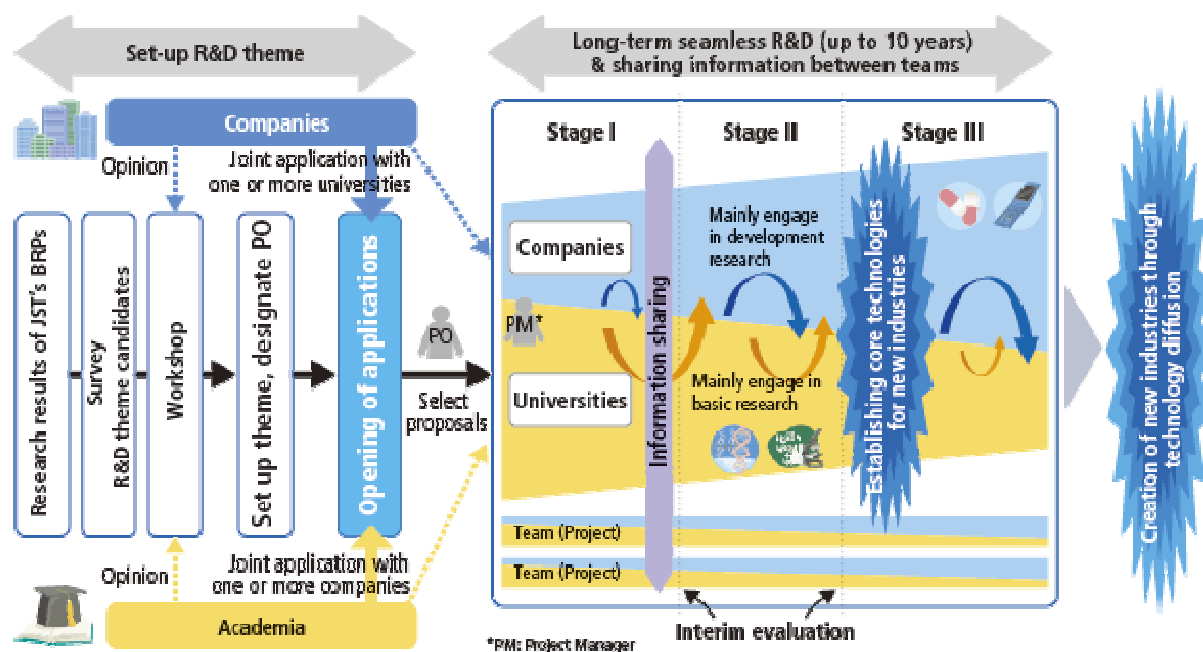 Set-up R&D theme
Long-term seamless R&D (up to 10 years)
& sharing information between teams
Companies
Opinion
Joint application with
one or more universities
Research results of JST's BRPs
Survey
R&D theme candidates
Workshop
Set up theme, designate PO
Opening of applications
PO
Select
proposals
Opinion
Joint application with
one or more companies
Academia
Stage I
Stage II
Stage III
Companies
PM*
Universities
Information sharing
Mainly engage
in development
research
Mainly engage in
basic research
Establishing core technologies
for new industries
Team (Project)
Team (Project)
Interim evaluation
*PM: Project Manager
Creation of new industries through
technology diffusion